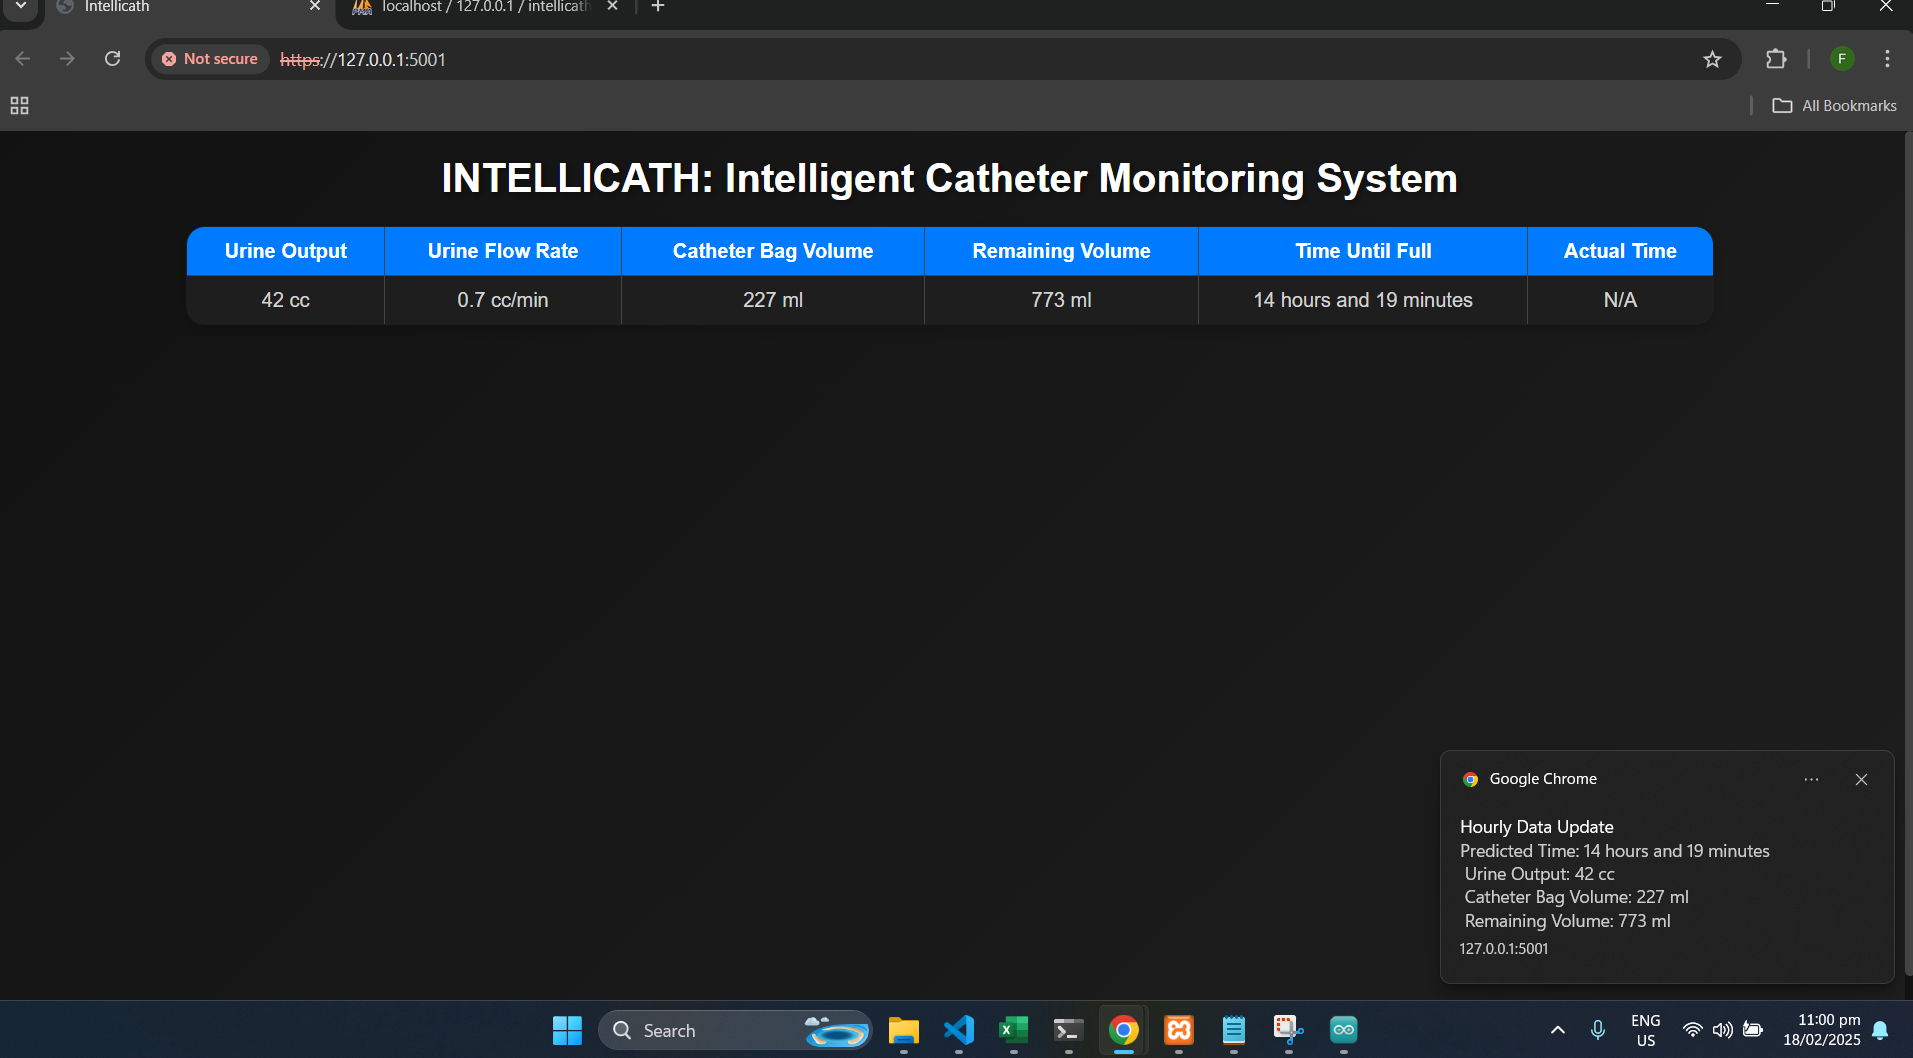 Intellicath
localhost / 127.0.0.1 / intellicath
Not secure https://127.0.0.1:5001
F
All Bookmarks
INTELLICATH: Intelligent Catheter Monitoring System
Urine Output Urine Flow Rate Catheter Bag Volume Remaining Volume Time Until Full Actual Time
42 cc 0.7 cc/min 227 ml 773 ml 14 hours and 19 minutes N/A
Google Chrome
Hourly Data Update
Predicted Time: 14 hours and 19 minutes
Urine Output: 42 cc
Catheter Bag Volume: 227 ml
Remaining Volume: 773 ml
127.0.0.1:5001
Search
ENG
US
11:00 pm
18/02/2025